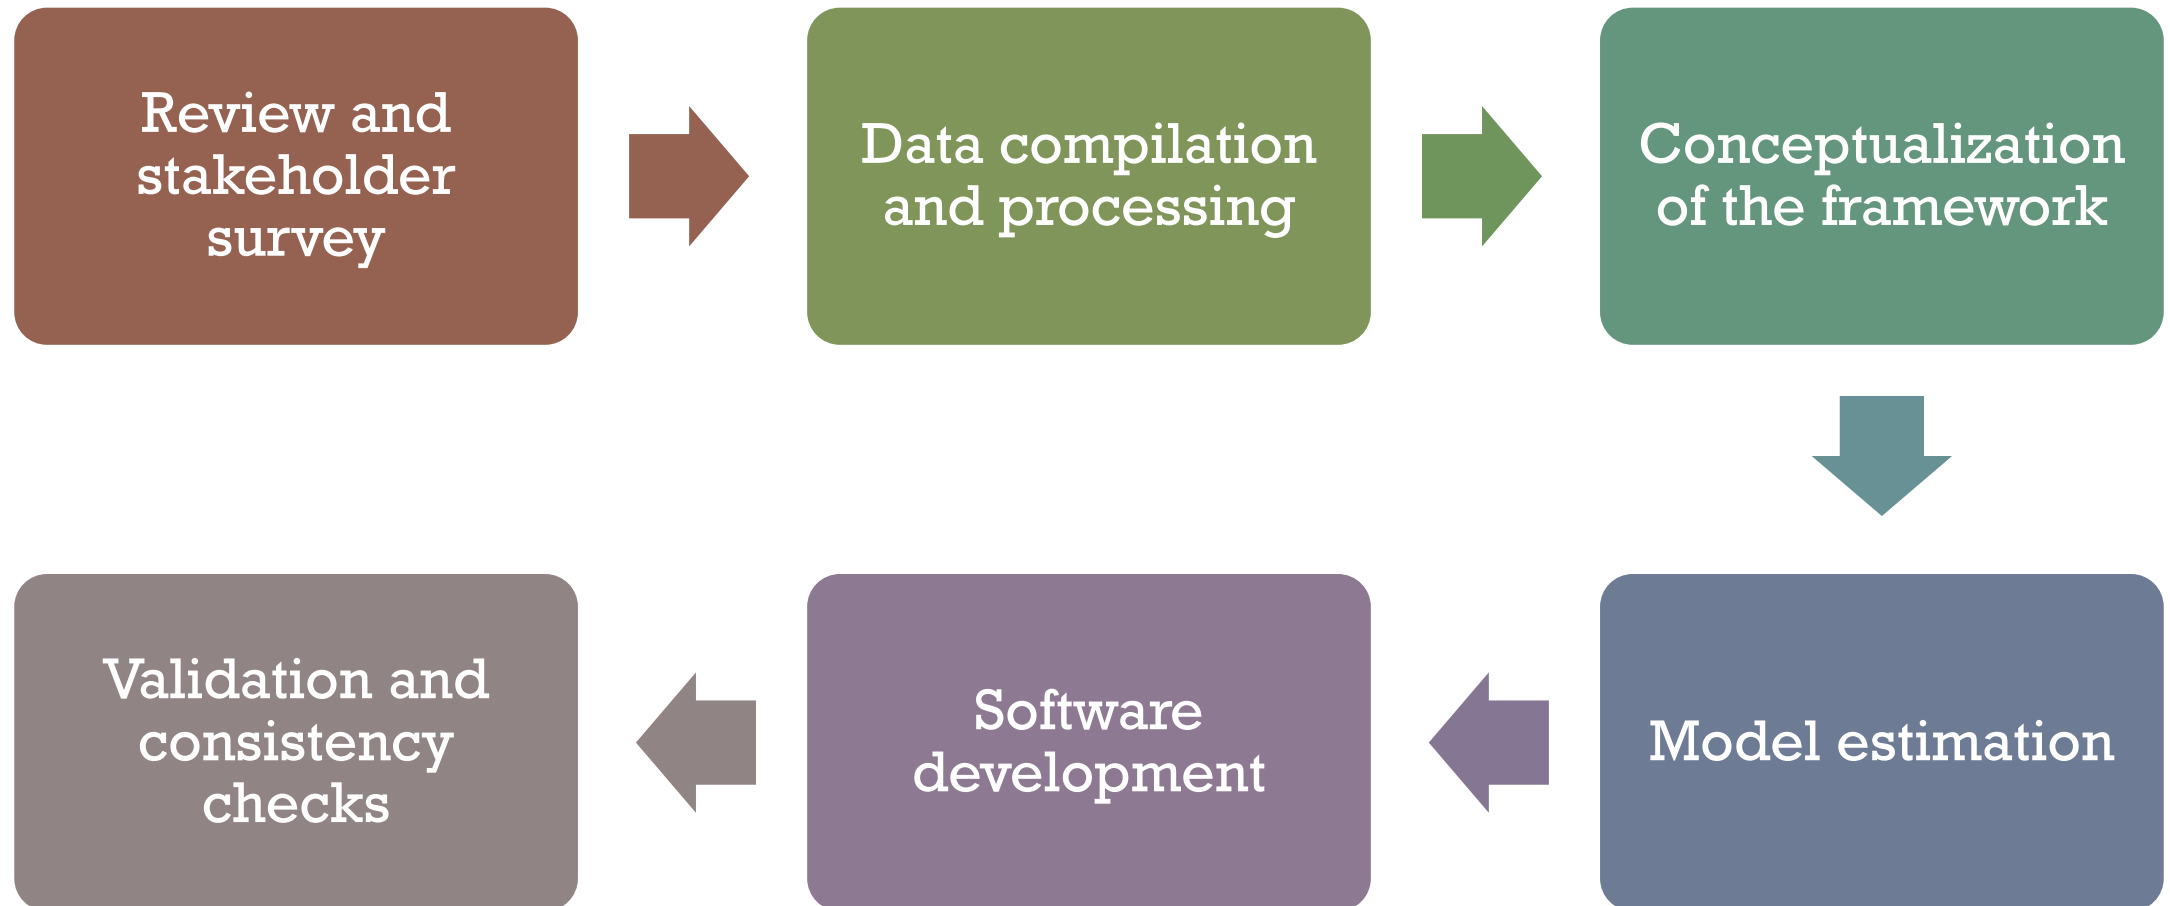 Review and
stakeholder
survey
Data compilation
and processing
Conceptualization
of the framework
Model estimation
Software
development
Validation and
consistency
checks